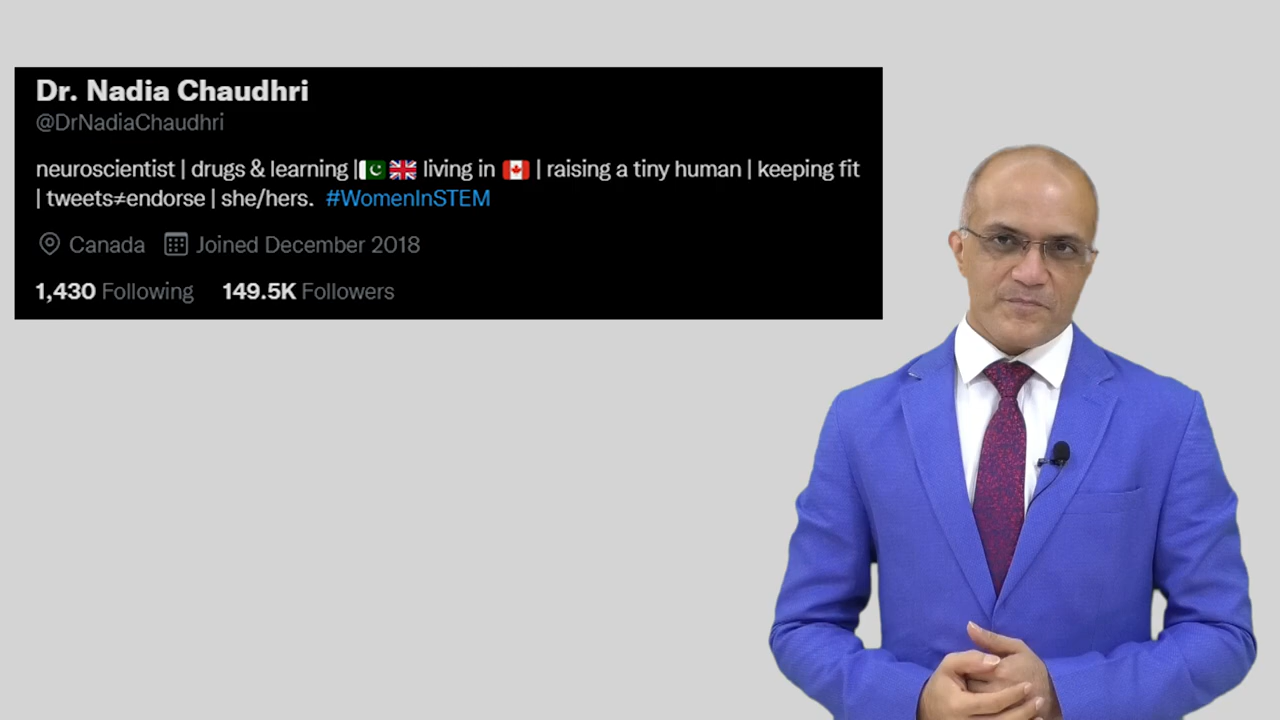 Dr. Nadia Chaudhri
@DrNadiaChaudhri
neuroscientist | drugs & learning |🇵🇰🇬🇧 living in 🇨🇦 | raising a tiny human | keeping fit
| tweets≠endorse | she/hers. #WomenInSTEM
Canada Joined December 2018
1,430 Following 149.5K Followers